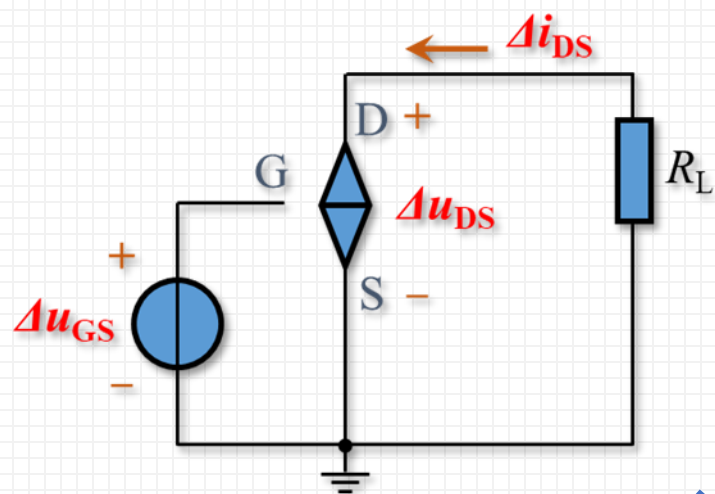 Δi_DS
D +
G
Δu_DS
R_L
+
S −
Δu_GS
−